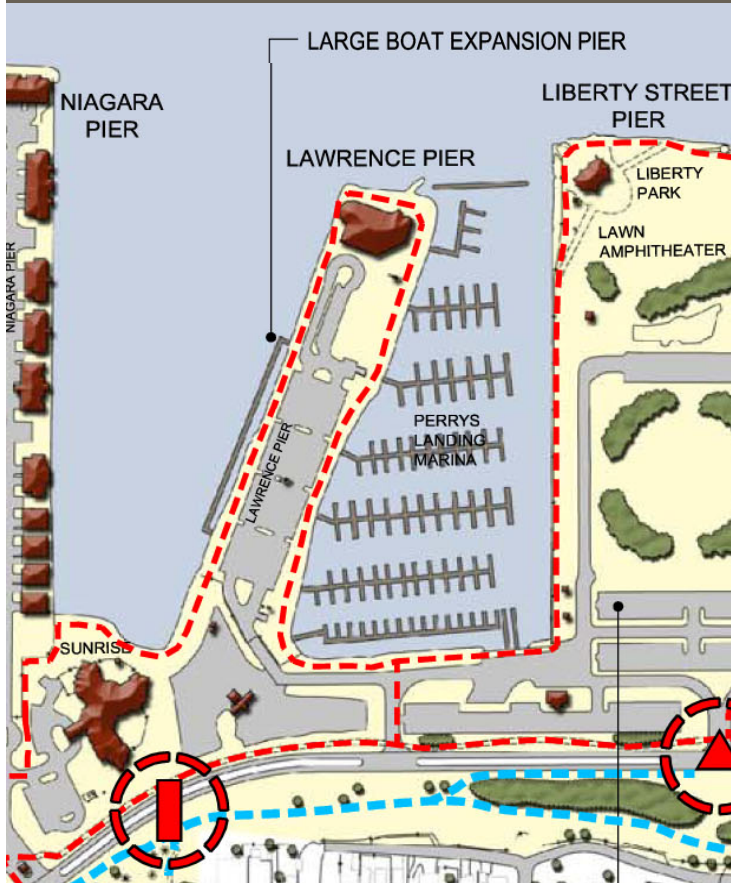 LARGE BOAT EXPANSION PIER
NIAGARA
PIER
LIBERTY STREET
PIER
LAWRENCE PIER
LIBERTY
PARK
LAWN
AMPHITHEATER
NIAGARA PIER
PERRYS
LANDING
MARINA
LAWRENCE PIER
SUNRISE